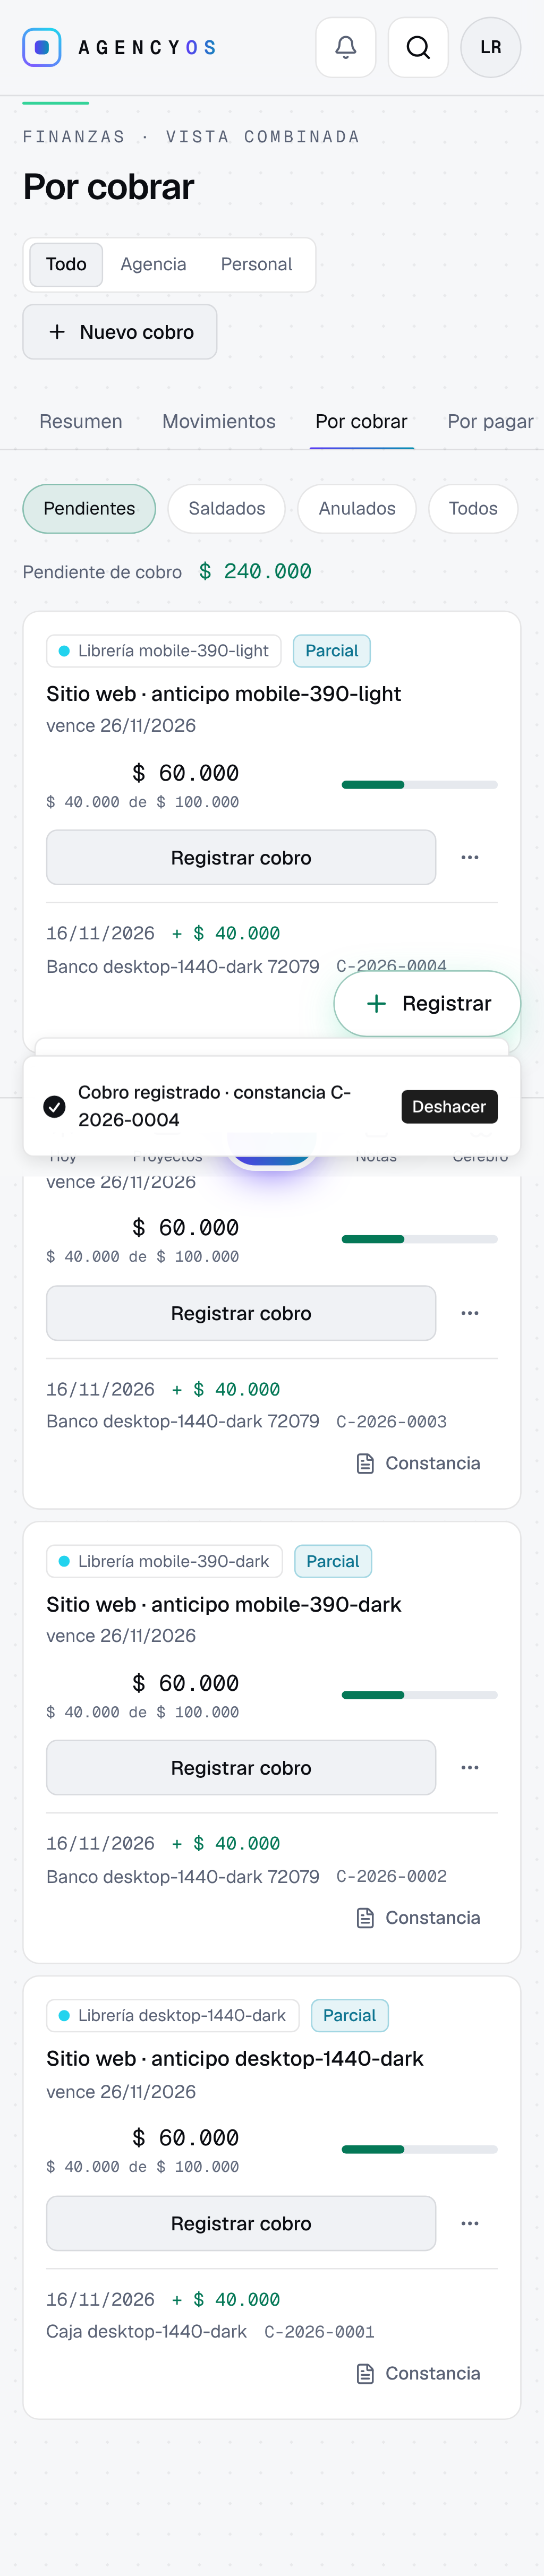 AGENCYOS
LR
FINANZAS · VISTA COMBINADA
Por cobrar
Todo Agencia Personal
+ Nuevo cobro
Resumen Movimientos Por cobrar Por pagar
Pendientes Saldados Anulados Todos
Pendiente de cobro $ 240.000
Librería mobile-390-light Parcial
Sitio web · anticipo mobile-390-light
vence 26/11/2026
$ 60.000
$ 40.000 de $ 100.000
Registrar cobro
16/11/2026 + $ 40.000
Banco desktop-1440-dark 72079 C-2026-0004
+ Registrar
Cobro registrado · constancia C-
2026-0004
Deshacer
Hoy Proyectos Notas Cerebro
vence 26/11/2026
$ 60.000
$ 40.000 de $ 100.000
Registrar cobro
16/11/2026 + $ 40.000
Banco desktop-1440-dark 72079 C-2026-0003
Constancia
Librería mobile-390-dark Parcial
Sitio web · anticipo mobile-390-dark
vence 26/11/2026
$ 60.000
$ 40.000 de $ 100.000
Registrar cobro
16/11/2026 + $ 40.000
Banco desktop-1440-dark 72079 C-2026-0002
Constancia
Librería desktop-1440-dark Parcial
Sitio web · anticipo desktop-1440-dark
vence 26/11/2026
$ 60.000
$ 40.000 de $ 100.000
Registrar cobro
16/11/2026 + $ 40.000
Caja desktop-1440-dark C-2026-0001
Constancia